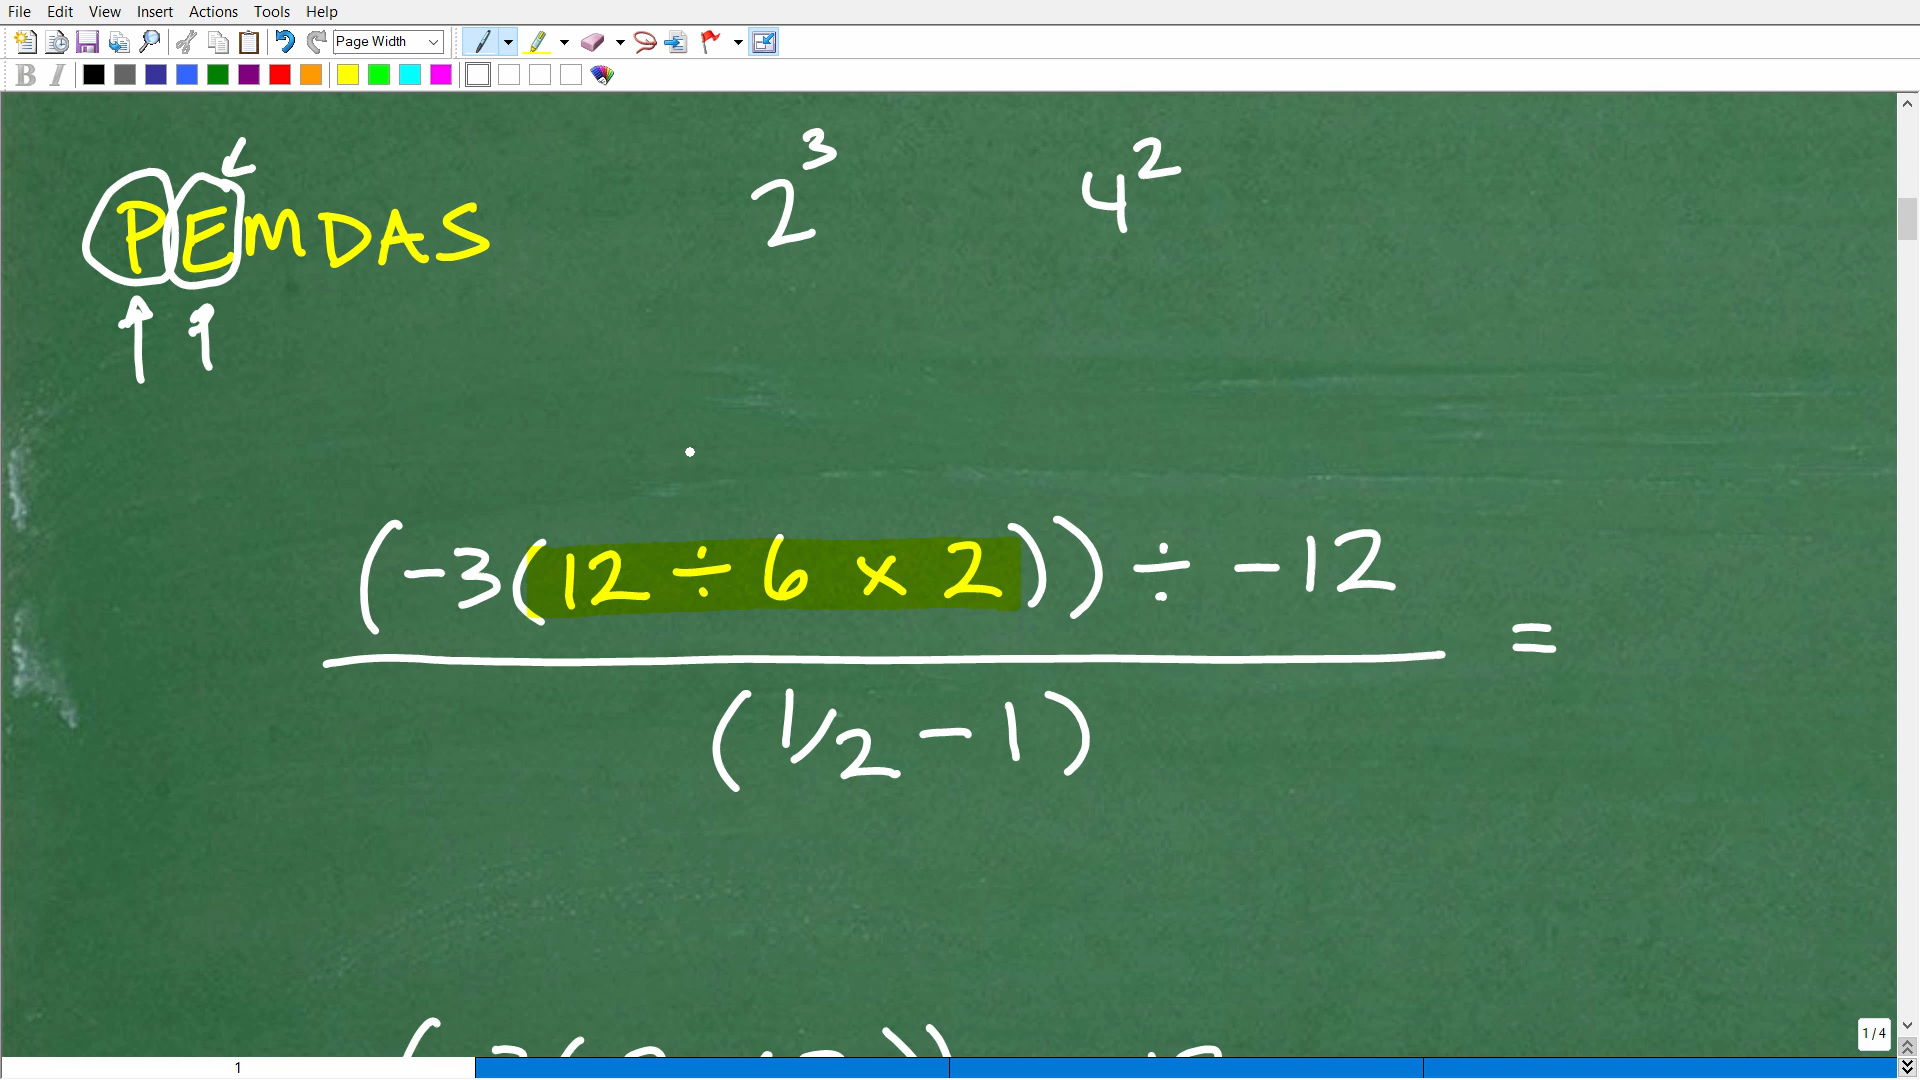 File Edit View Insert Actions Tools Help
Page Width
B I
PEMDAS 2³ 4²
(-3(12 ÷ 6 x 2)) ÷ -12
=
(1/2 - 1)
1 / 4
1